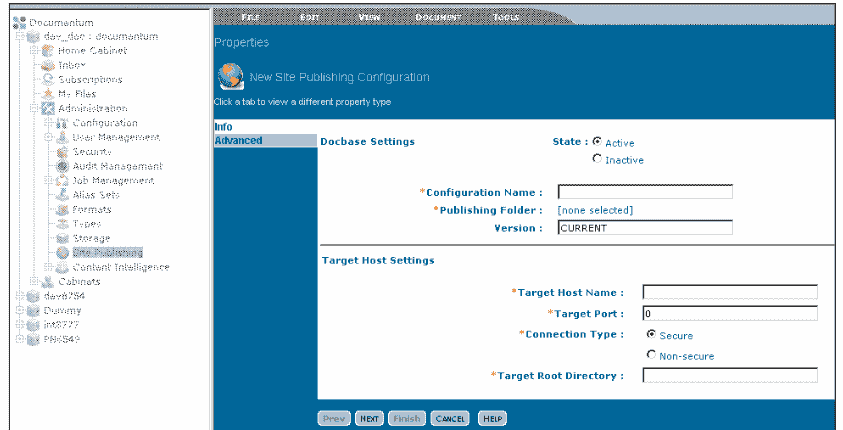 Documentum
dev_doc : documentum
Home Cabinet
Inbox
Subscriptions
My Files
Administration
Configuration
User Management
Security
Audit Management
Job Management
Alias Sets
Formats
Types
Storage
Site Publishing
Content Intelligence
Cabinets
dev6754
Dummy
int8777
File Edit View Document Tools
Properties
New Site Publishing Configuration
Click a tab to view a different property type
Info
Advanced
Docbase Settings
State : Active
Inactive
*Configuration Name :
*Publishing Folder : [none selected]
Version : CURRENT
Target Host Settings
*Target Host Name :
*Target Port : 0
*Connection Type : Secure
Non-secure
*Target Root Directory :
Prev NEXT Finish CANCEL HELP